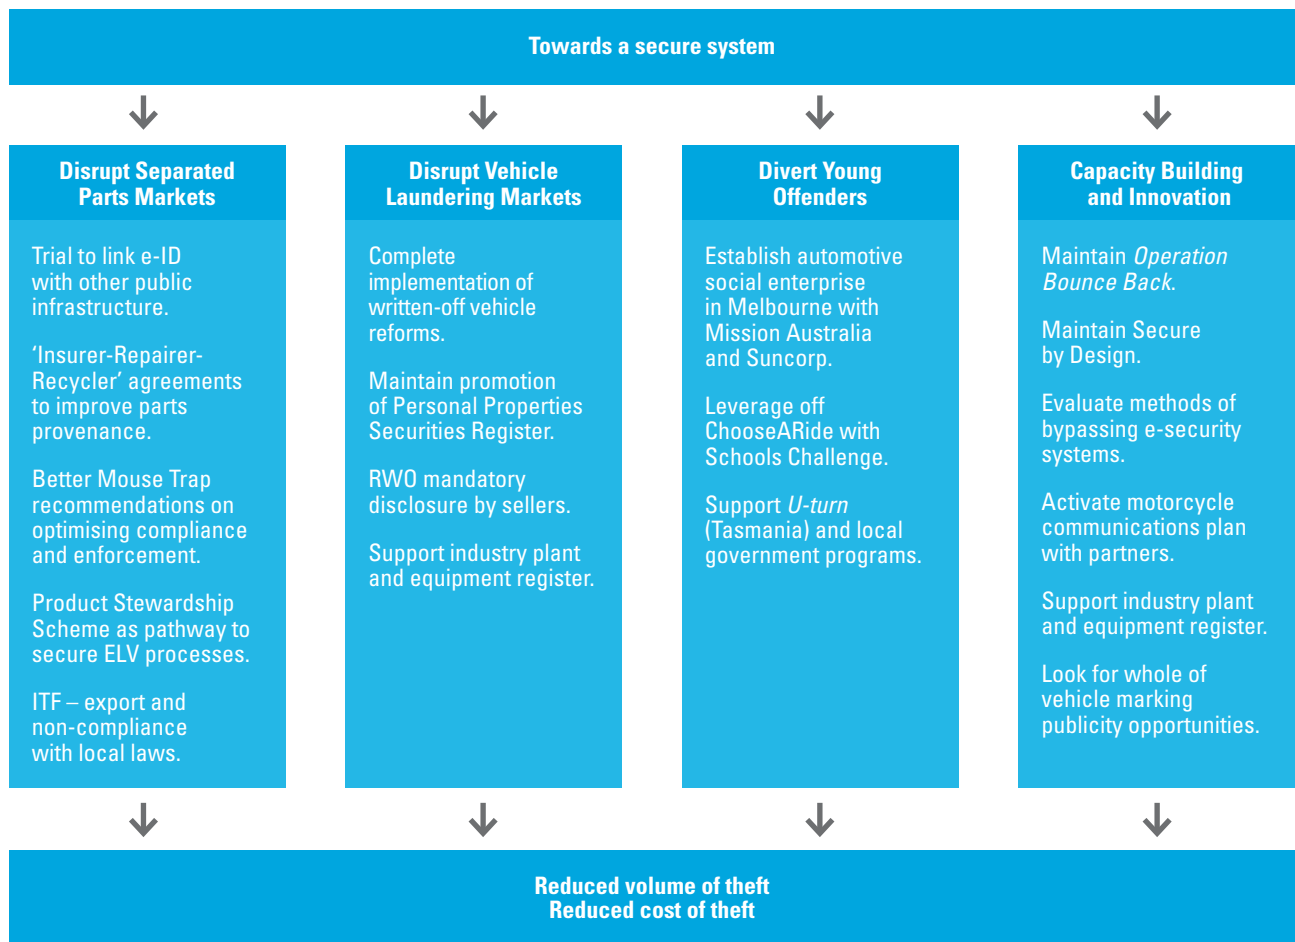 Towards a secure system
Disrupt Separated
Parts Markets
Trial to link e-ID
with other public
infrastructure.
‘Insurer-Repairer-
Recycler’ agreements
to improve parts
provenance.
Better Mouse Trap
recommendations on
optimising compliance
and enforcement.
Product Stewardship
Scheme as pathway to
secure ELV processes.
ITF – export and
non-compliance
with local laws.
Disrupt Vehicle
Laundering Markets
Complete
implementation of
written-off vehicle
reforms.
Maintain promotion
of Personal Properties
Securities Register.
RWO mandatory
disclosure by sellers.
Support industry plant
and equipment register.
Divert Young
Offenders
Establish automotive
social enterprise
in Melbourne with
Mission Australia
and Suncorp.
Leverage off
ChooseARide with
Schools Challenge.
Support U-turn
(Tasmania) and local
government programs.
Capacity Building
and Innovation
Maintain Operation
Bounce Back.
Maintain Secure
by Design.
Evaluate methods of
bypassing e-security
systems.
Activate motorcycle
communications plan
with partners.
Support industry plant
and equipment register.
Look for whole of
vehicle marking
publicity opportunities.
Reduced volume of theft
Reduced cost of theft